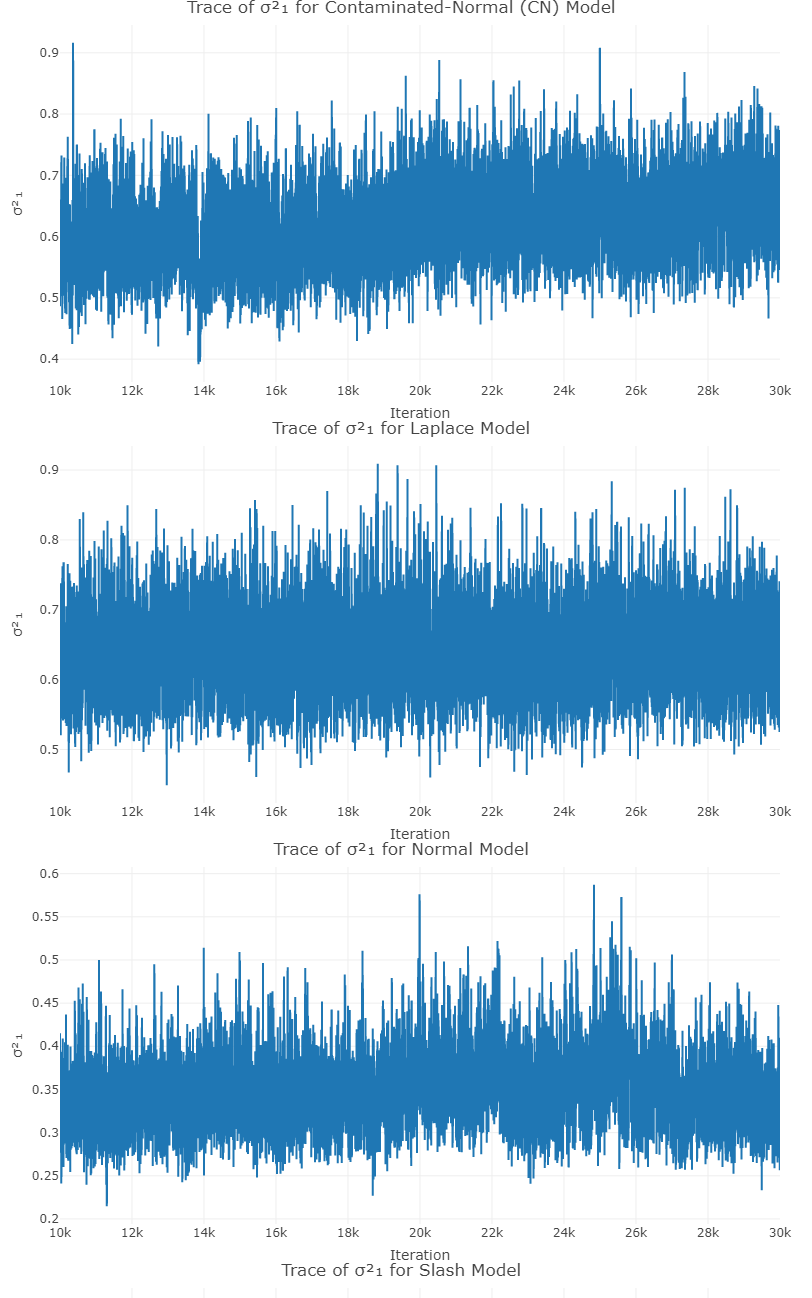 Trace of σ²₁ for Contaminated-Normal (CN) Model
0.9
0.8
0.7
σ²₁
0.6
0.5
0.4
10k 12k 14k 16k 18k 20k 22k 24k 26k 28k 30k
Iteration
Trace of σ²₁ for Laplace Model
0.9
0.8
0.7
σ²₁
0.6
0.5
10k 12k 14k 16k 18k 20k 22k 24k 26k 28k 30k
Iteration
Trace of σ²₁ for Normal Model
0.6
0.55
0.5
0.45
0.4
σ²₁
0.35
0.3
0.25
0.2
10k 12k 14k 16k 18k 20k 22k 24k 26k 28k 30k
Iteration
Trace of σ²₁ for Slash Model